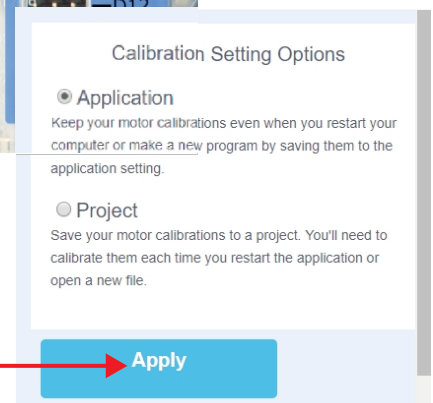 D12
Calibration Setting Options
Application
Keep your motor calibrations even when you restart your
computer or make a new program by saving them to the
application setting.
Project
Save your motor calibrations to a project. You'll need to
calibrate them each time you restart the application or
open a new file.
Apply